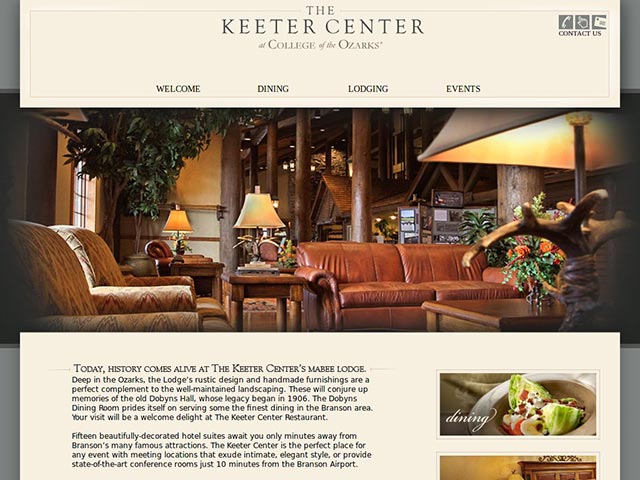 THE
KEETER CENTER
at COLLEGE of the OZARKS®
CONTACT US
WELCOME DINING LODGING EVENTS
TODAY, HISTORY COMES ALIVE AT THE KEETER CENTER'S MABEE LODGE.
Deep in the Ozarks, the Lodge's rustic design and handmade furnishings are a
perfect complement to the well-maintained landscaping. These will conjure up
memories of the old Dobyns Hall, whose legacy began in 1906. The Dobyns
Dining Room prides itself on serving some the finest dining in the Branson area.
Your visit will be a welcome delight at The Keeter Center Restaurant.
Fifteen beautifully-decorated hotel suites await you only minutes away from
Branson's many famous attractions. The Keeter Center is the perfect place for
any event with meeting locations that exude intimate, elegant style, or provide
state-of-the-art conference rooms just 10 minutes from the Branson Airport.
dining